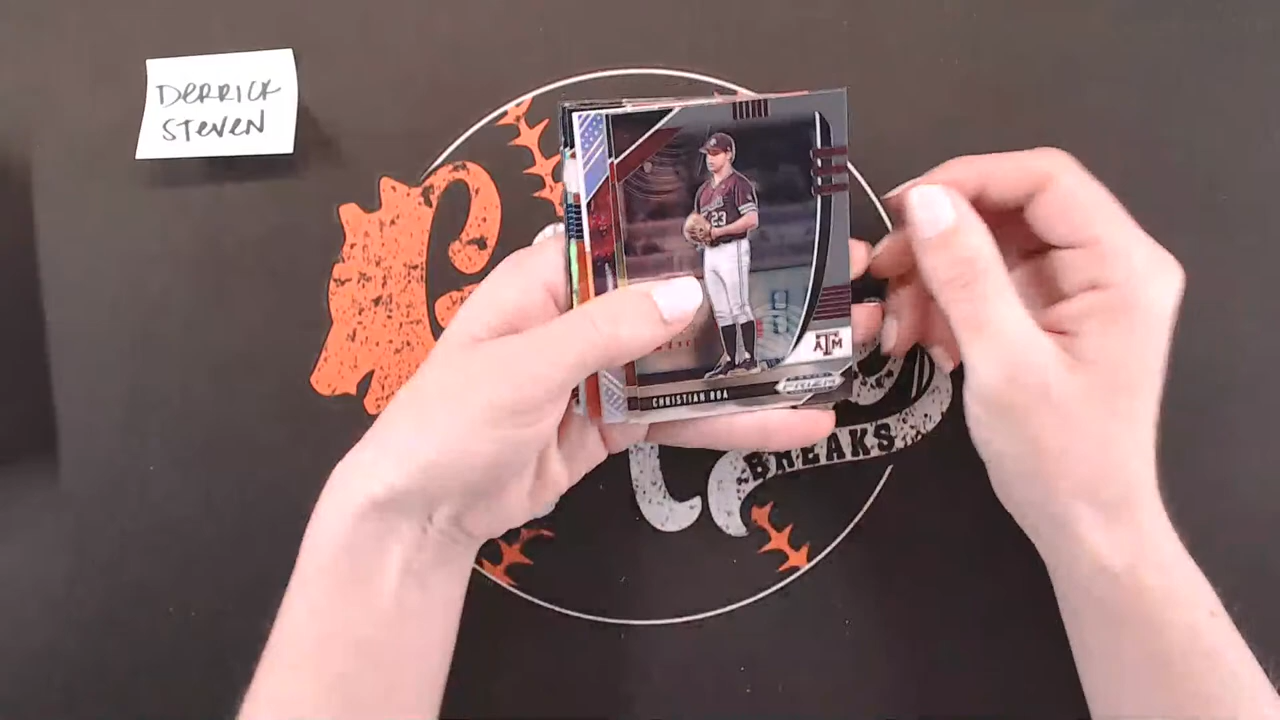 DERRICK
STEVEN
23
ATM
PRIZM
CHRISTIAN ROA
BREAKS